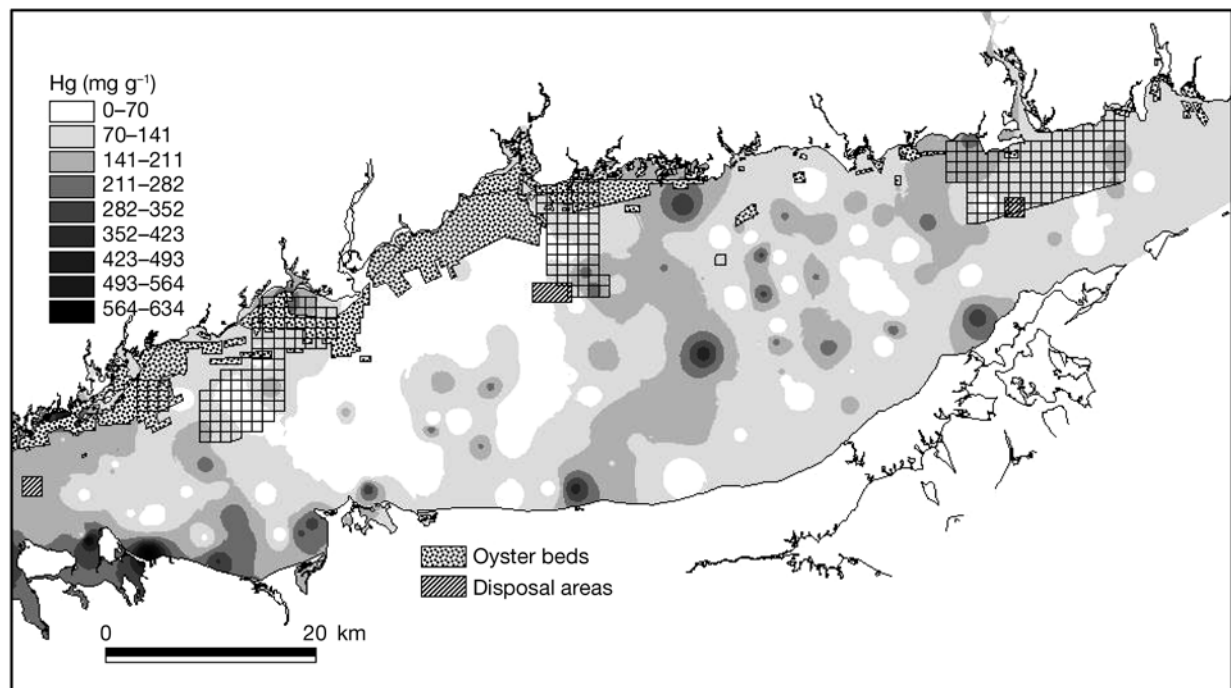 Hg (mg g⁻¹)
0–70
70–141
141–211
211–282
282–352
352–423
423–493
493–564
564–634
Oyster beds
Disposal areas
0 20 km